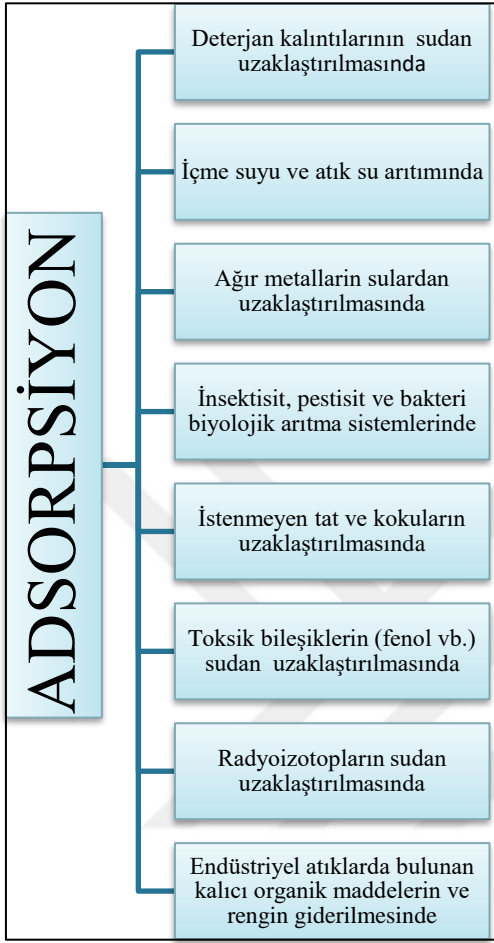 ADSORPSİYON
Deterjan kalıntılarının sudan
uzaklaştırılmasında
İçme suyu ve atık su arıtımında
Ağır metallarin sulardan
uzaklaştırılmasında
İnsektisit, pestisit ve bakteri
biyolojik arıtma sistemlerinde
İstenmeyen tat ve kokuların
uzaklaştırılmasında
Toksik bileşiklerin (fenol vb.)
sudan uzaklaştırılmasında
Radyoizotopların sudan
uzaklaştırılmasında
Endüstriyel atıklarda bulunan
kalıcı organik maddelerin ve
rengin giderilmesinde